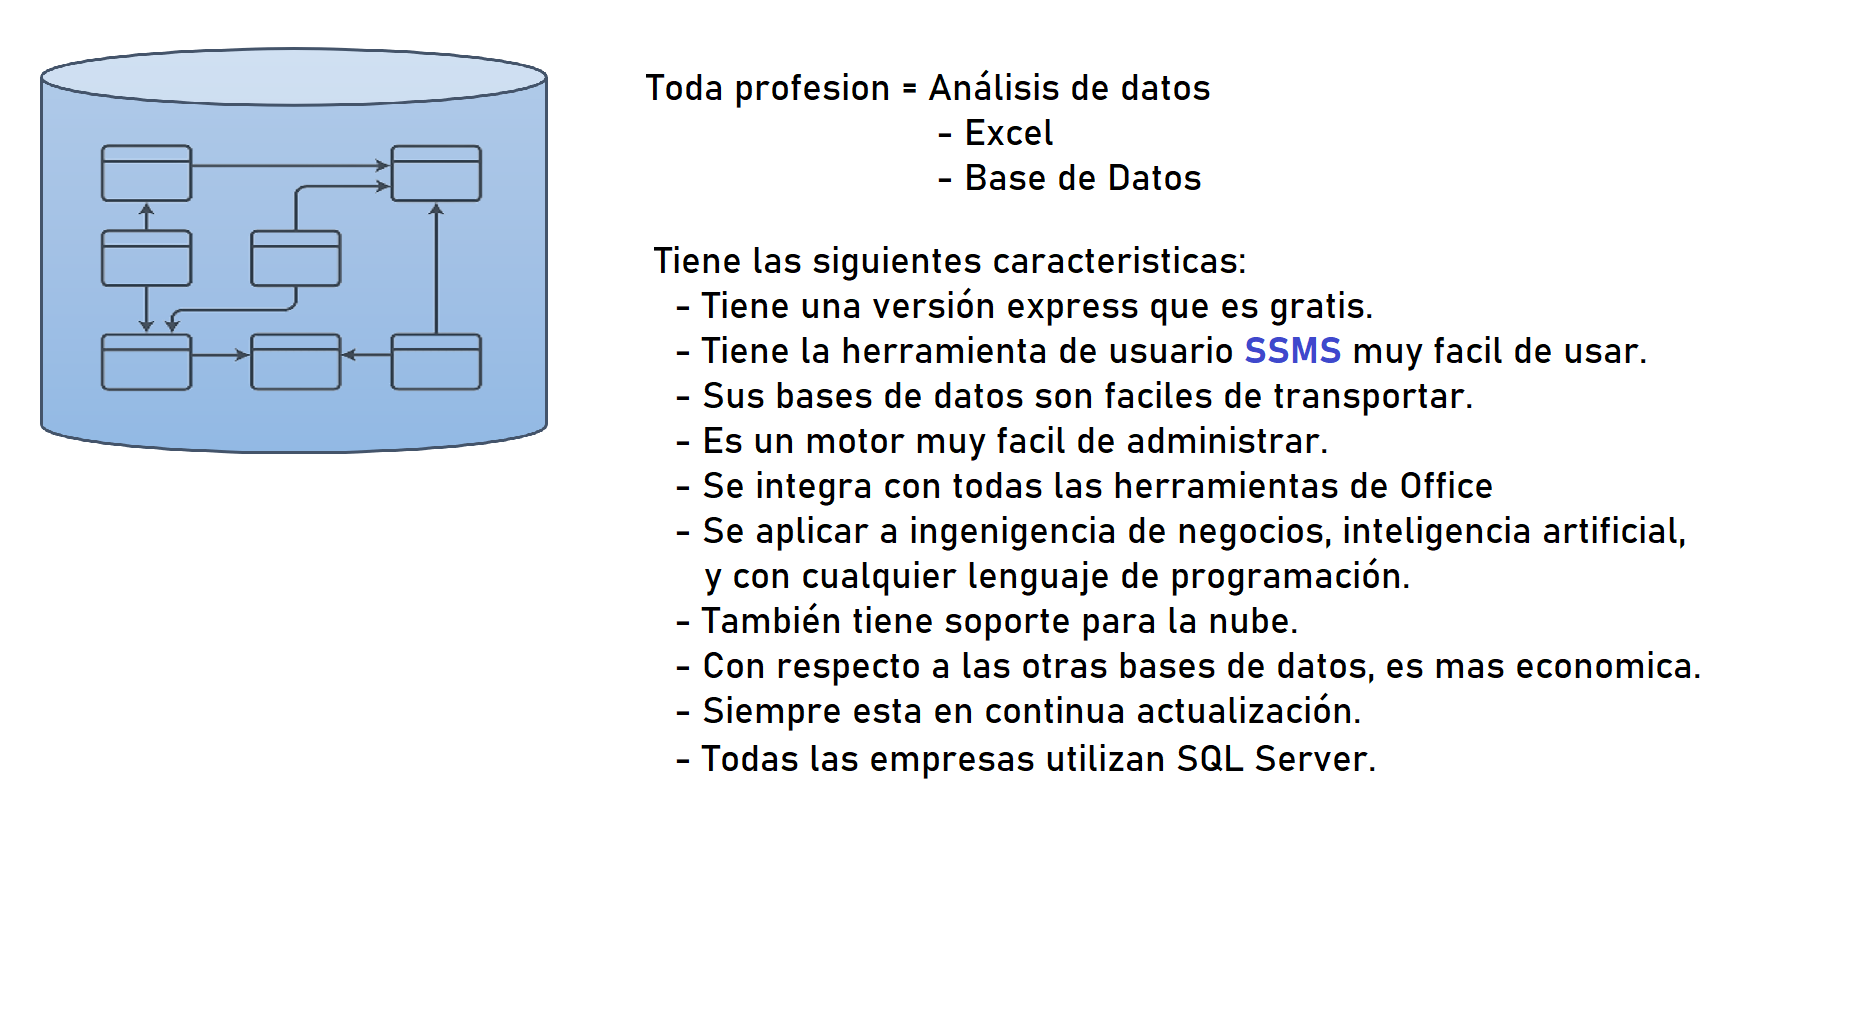 Toda profesion = Análisis de datos
- Excel
- Base de Datos
Tiene las siguientes caracteristicas:
- Tiene una versión express que es gratis.
- Tiene la herramienta de usuario SSMS muy facil de usar.
- Sus bases de datos son faciles de transportar.
- Es un motor muy facil de administrar.
- Se integra con todas las herramientas de Office
- Se aplicar a ingenigencia de negocios, inteligencia artificial,
y con cualquier lenguaje de programación.
- También tiene soporte para la nube.
- Con respecto a las otras bases de datos, es mas economica.
- Siempre esta en continua actualización.
- Todas las empresas utilizan SQL Server.